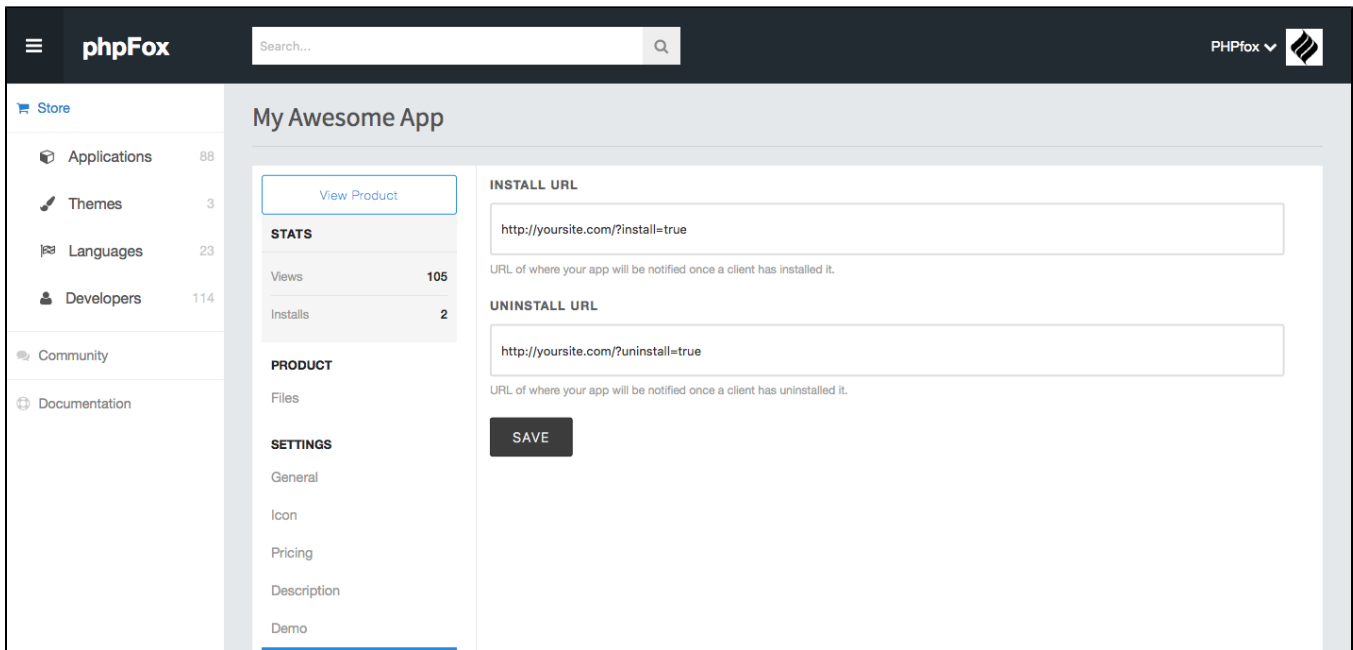 phpFox
Search...
PHPfox
Store
Applications 88
Themes 3
Languages 23
Developers 114
Community
Documentation
My Awesome App
View Product
STATS
Views 105
Installs 2
PRODUCT
Files
SETTINGS
General
Icon
Pricing
Description
Demo
INSTALL URL
http://yoursite.com/?install=true
URL of where your app will be notified once a client has installed it.
UNINSTALL URL
http://yoursite.com/?uninstall=true
URL of where your app will be notified once a client has uninstalled it.
SAVE